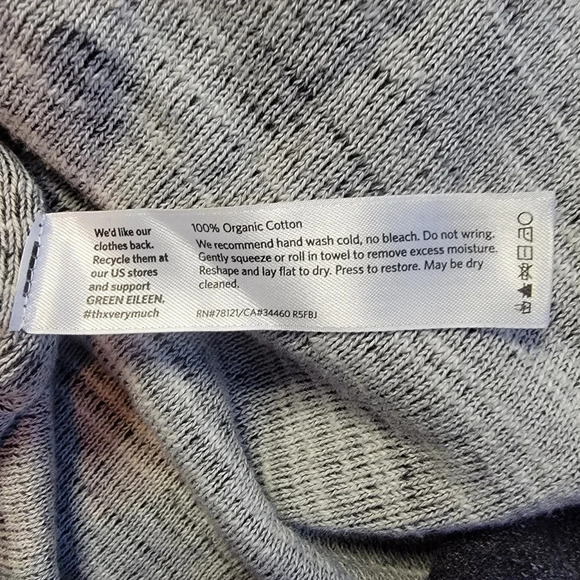 We'd like our
clothes back.
Recycle them at
our US stores
and support
GREEN EILEEN.
#thxverymuch
100% Organic Cotton
We recommend hand wash cold, no bleach. Do not wring.
Gently squeeze or roll in towel to remove excess moisture.
Reshape and lay flat to dry. Press to restore. May be dry
cleaned.
RN#78121/CA#34460 R5FBJ